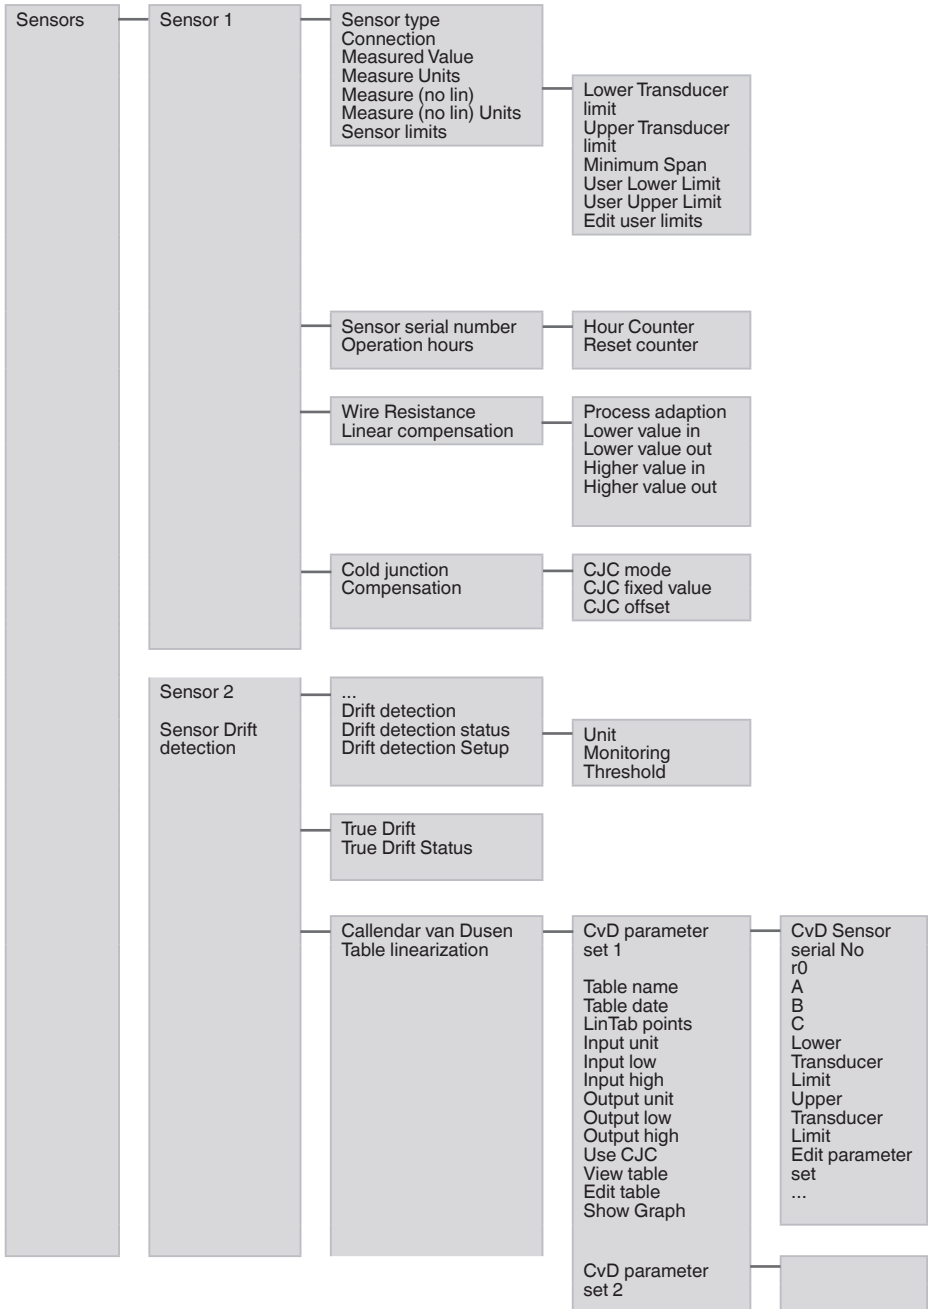 Sensors
Sensor 1
Sensor type
Connection
Measured Value
Measure Units
Measure (no lin)
Measure (no lin) Units
Sensor limits
Lower Transducer
limit
Upper Transducer
limit
Minimum Span
User Lower Limit
User Upper Limit
Edit user limits
Sensor serial number
Operation hours
Hour Counter
Reset counter
Wire Resistance
Linear compensation
Process adaption
Lower value in
Lower value out
Higher value in
Higher value out
Cold junction
Compensation
CJC mode
CJC fixed value
CJC offset
Sensor 2
Sensor Drift
detection
...
Drift detection
Drift detection status
Drift detection Setup
Unit
Monitoring
Threshold
True Drift
True Drift Status
Callendar van Dusen
Table linearization
CvD parameter
set 1
Table name
Table date
LinTab points
Input unit
Input low
Input high
Output unit
Output low
Output high
Use CJC
View table
Edit table
Show Graph
CvD parameter
set 2
CvD Sensor
serial No
r0
A
B
C
Lower
Transducer
Limit
Upper
Transducer
Limit
Edit parameter
set
...